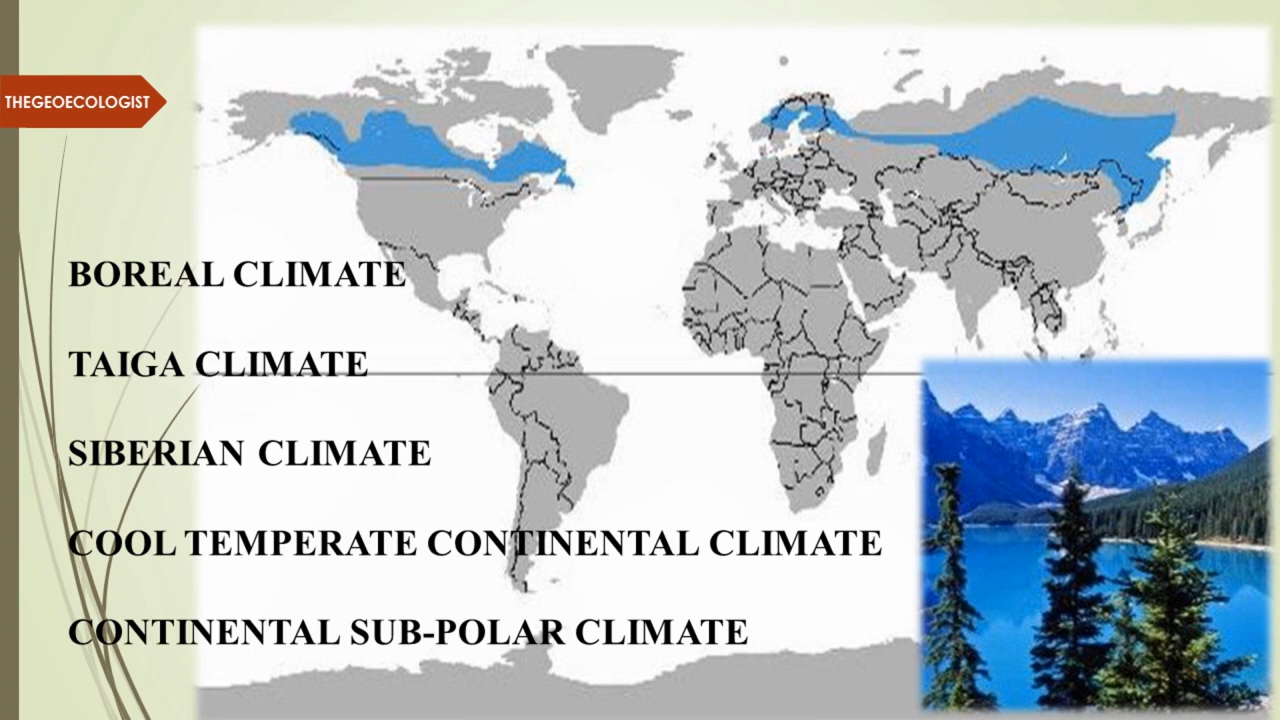 THEGEOECOLOGIST
BOREAL CLIMATE
TAIGA CLIMATE
SIBERIAN CLIMATE
COOL TEMPERATE CONTINENTAL CLIMATE
CONTINENTAL SUB-POLAR CLIMATE